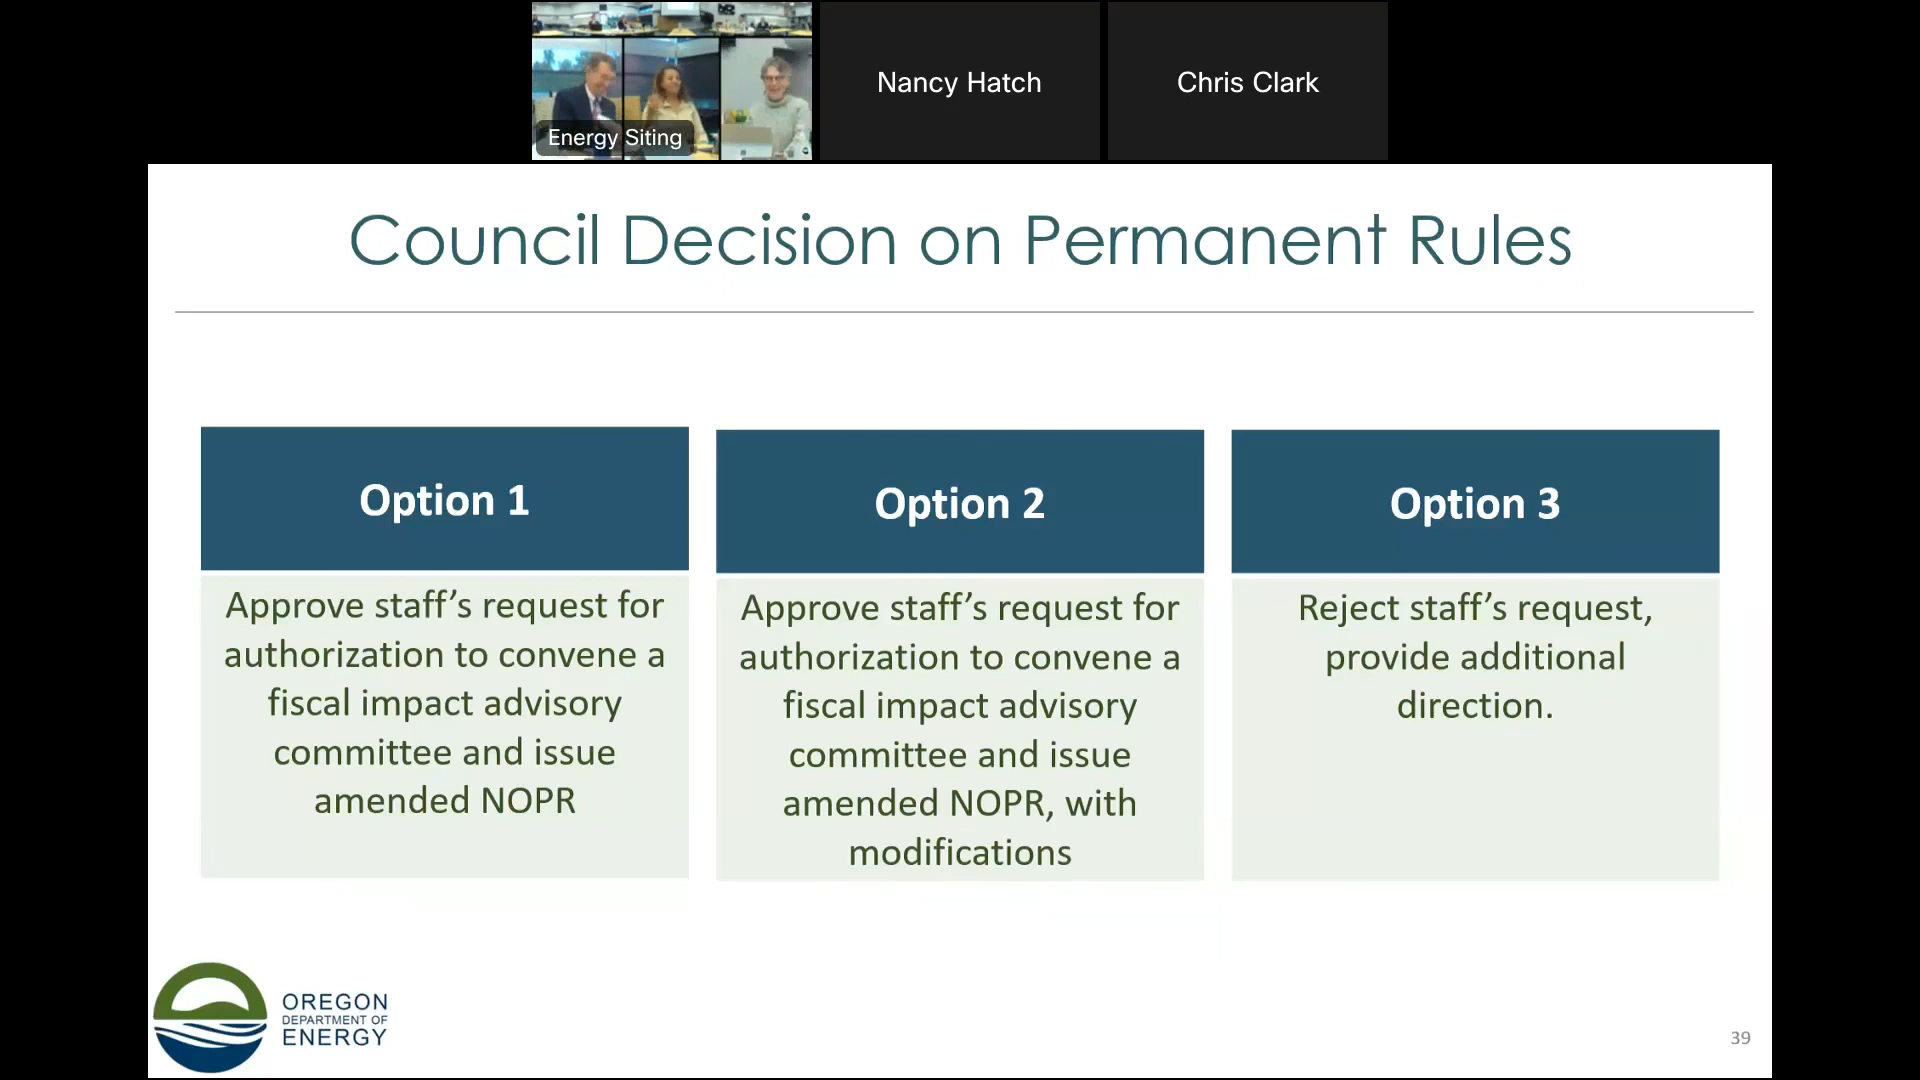 Energy Siting
Nancy Hatch
Chris Clark
Council Decision on Permanent Rules
Option 1
Approve staff’s request for
authorization to convene a
fiscal impact advisory
committee and issue
amended NOPR
Option 2
Approve staff’s request for
authorization to convene a
fiscal impact advisory
committee and issue
amended NOPR, with
modifications
Option 3
Reject staff’s request,
provide additional
direction.
OREGON
DEPARTMENT OF
ENERGY
39